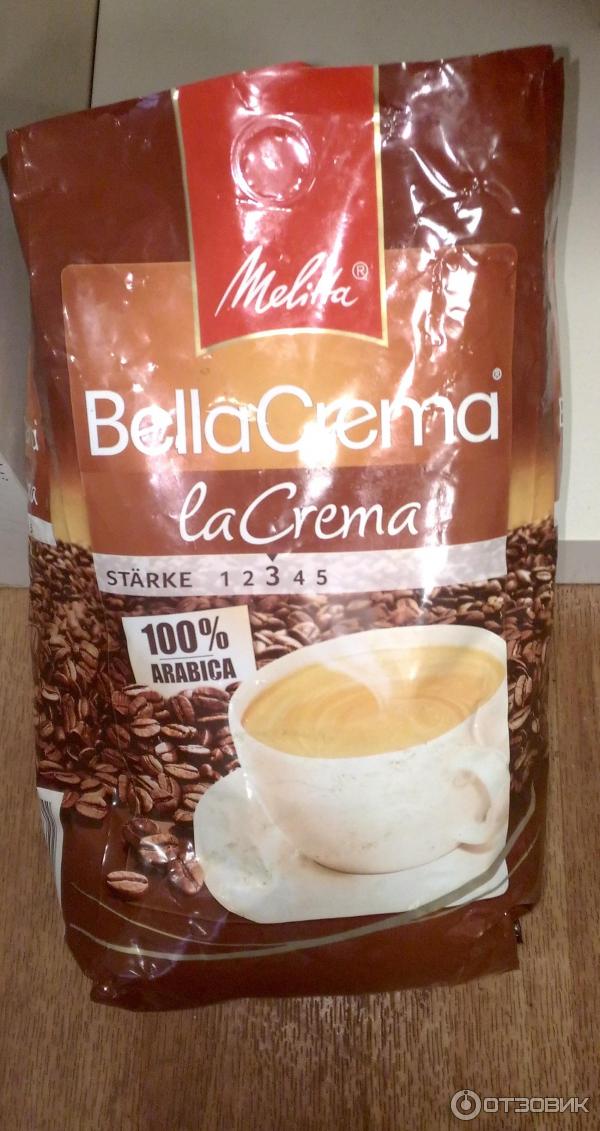 Melitta®
BellaCrema®
laCrema
STÄRKE 1 2 3 4 5
100%
ARABICA
ОТЗОВИК